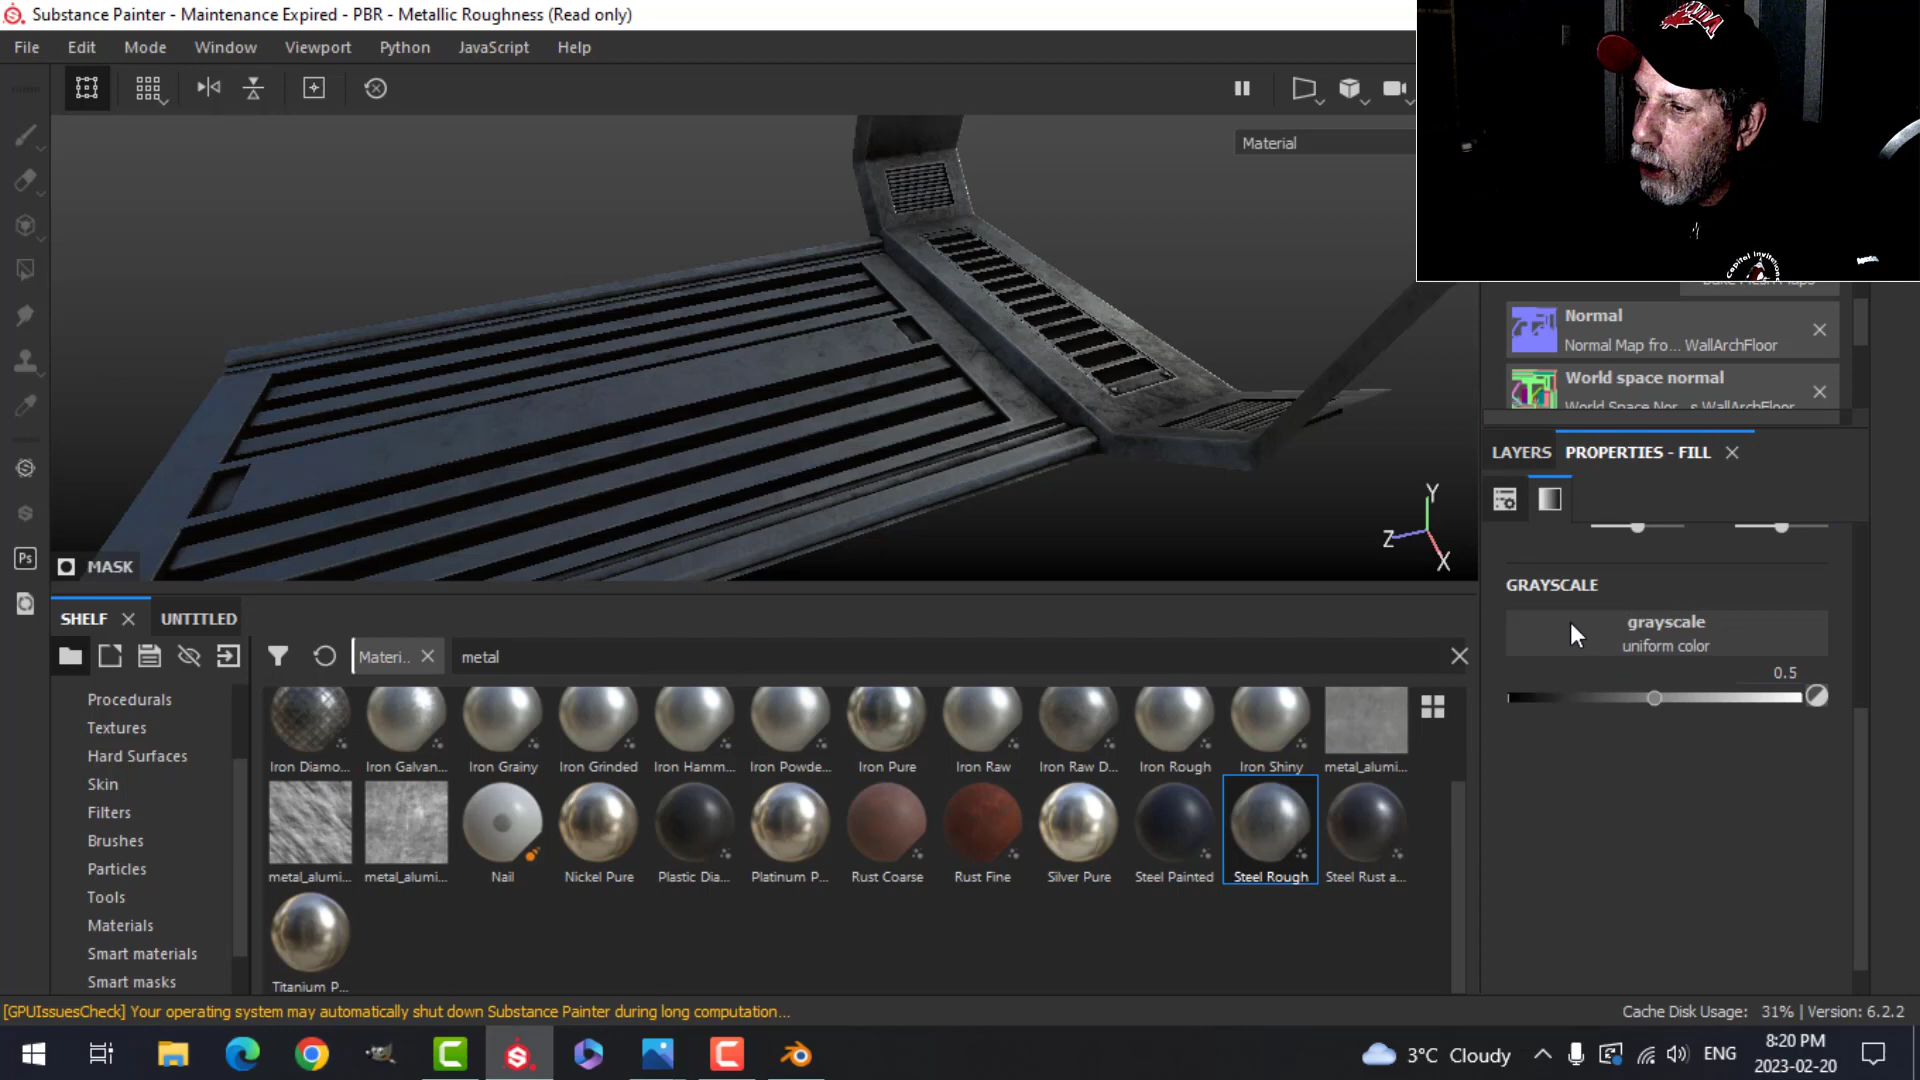 Substance Painter - Maintenance Expired - PBR - Metallic Roughness (Read only)
File Edit Mode Window Viewport Python JavaScript Help
Material
Normal
Normal Map fro... WallArchFloor
World space normal
World Space Nor...s WallArchFloor
LAYERS PROPERTIES - FILL
GRAYSCALE
grayscale
uniform color
0.5
Y
Z
X
MASK
Ps
SHELF UNTITLED
Materi.. metal
Procedurals
Textures
Hard Surfaces
Skin
Filters
Brushes
Particles
Tools
Materials
Smart materials
Smart masks
Iron Diamo... Iron Galvan... Iron Grainy Iron Grinded Iron Hamm... Iron Powde... Iron Pure Iron Raw Iron Raw D... Iron Rough Iron Shiny metal_alumi...
metal_alumi... metal_alumi... Nail Nickel Pure Plastic Dia... Platinum P... Rust Coarse Rust Fine Silver Pure Steel Painted Steel Rough Steel Rust a...
Titanium P...
[GPUIssuesCheck] Your operating system may automatically shut down Substance Painter during long computation...
Cache Disk Usage: 31% | Version: 6.2.2
3°C Cloudy
ENG
8:20 PM
2023-02-20